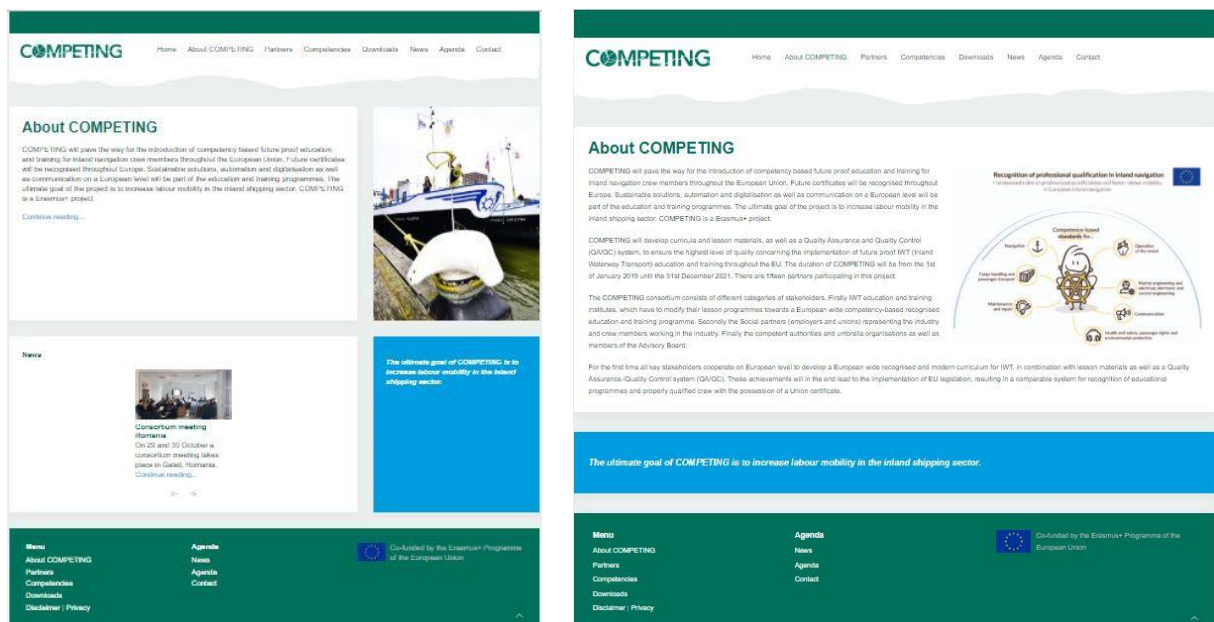 COMPETING
Home About COMPETING Partners Competencies Downloads News Agenda Contact
About COMPETING
COMPETING will pave the way for the introduction of competency based future proof education
and training for inland navigation crew members throughout the European Union. Future certificates
will be recognised throughout Europe. Sustainable solutions, automation and digitalisation as well
as communication on a European level will be part of the education and training programmes. The
ultimate goal of the project is to increase labour mobility in the inland shipping sector. COMPETING
is a Erasmus+ project.
Continue reading...
News
Consortium meeting
Romania
On 29 and 30 October a
consortium meeting takes
place in Galati, Romania.
Continue reading...
The ultimate goal of COMPETING is to
increase labour mobility in the inland
shipping sector.
Menu
About COMPETING
Partners
Competencies
Downloads
Disclaimer | Privacy
Agenda
News
Agenda
Contact
Co-funded by the Erasmus+ Programme
of the European Union
COMPETING
Home About COMPETING Partners Competencies Downloads News Agenda Contact
About COMPETING
COMPETING will pave the way for the introduction of competency based future proof education and training for
inland navigation crew members throughout the European Union. Future certificates will be recognised throughout
Europe. Sustainable solutions, automation and digitalisation as well as communication on a European level will be
part of the education and training programmes. The ultimate goal of the project is to increase labour mobility in the
inland shipping sector. COMPETING is a Erasmus+ project.
COMPETING will develop curricula and lesson materials, as well as a Quality Assurance and Quality Control
(QA/QC) system, to ensure the highest level of quality concerning the implementation of future proof IWT (Inland
Waterway Transport) education and training throughout the EU. The duration of COMPETING will be from the 1st
of January 2019 until the 31st December 2021. There are fifteen partners participating in this project.
The COMPETING consortium consists of different categories of stakeholders. Firstly IWT education and training
institutes, which have to modify their lesson programmes towards a European wide competency-based recognised
education and training programme. Secondly the Social partners (employers and unions) representing the industry
and crew members working in the industry. Finally the competent authorities and umbrella organisations as well as
members of the Advisory Board.
Recognition of professional qualification in inland navigation
Harmonised rules on professional qualifications will foster labour mobility
in European inland navigation
Competence-based
standards for...
Navigation
Operation
of the vessel
Cargo handling and
passenger transport
Marine engineering and
electrical, electronic and
control engineering
Maintenance
and repair
Communication
Health and safety, passenger rights and
environmental protection
For the first time all key stakeholders cooperate on European level to develop a European wide recognised and modern curriculum for IWT, in combination with lesson materials as well as a Quality
Assurance /Quality Control system (QA/QC). These achievements will in the end lead to the implementation of EU legislation, resulting in a comparable system for recognition of educational
programmes and properly qualified crew with the possession of a Union certificate.
The ultimate goal of COMPETING is to increase labour mobility in the inland shipping sector.
Menu
About COMPETING
Partners
Competencies
Downloads
Disclaimer | Privacy
Agenda
News
Agenda
Contact
Co-funded by the Erasmus+ Programme of the
European Union